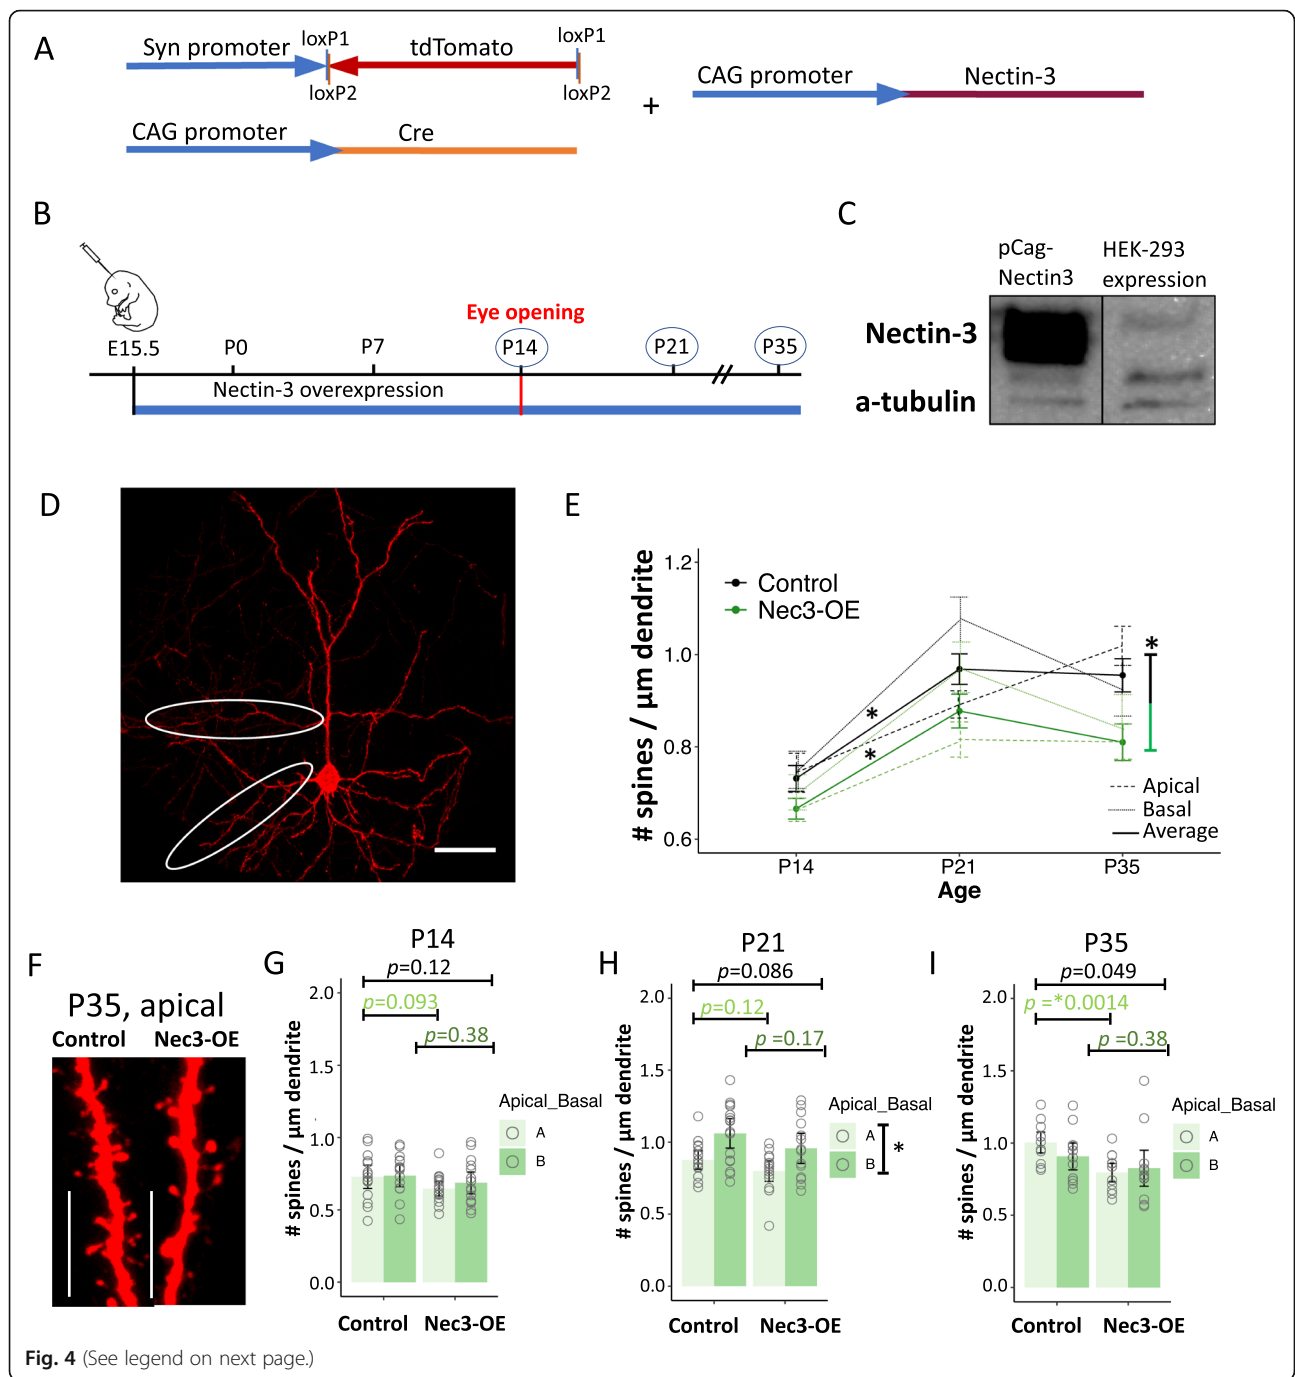 A
Syn promoter
loxP1
tdTomato
loxP1
loxP2
loxP2
CAG promoter
Cre
+
CAG promoter
Nectin-3
B
Eye opening
E15.5
P0
P7
P14
P21
P35
Nectin-3 overexpression
C
pCag-
Nectin3
HEK-293
expression
Nectin-3
a-tubulin
D
E
# spines / μm dendrite
1.2
1.0
0.8
0.6
Control
Nec3-OE
*
*
*
Apical
Basal
Average
P14
P21
P35
Age
F
P35, apical
Control
Nec3-OE
G
P14
p=0.12
p=0.093
p=0.38
# spines / μm dendrite
2.0
1.5
1.0
0.5
0.0
Apical_Basal
A
B
Control
Nec3-OE
H
P21
p=0.086
p=0.12
p =0.17
# spines / μm dendrite
2.0
1.5
1.0
0.5
0.0
Apical_Basal
A
B
*
Control
Nec3-OE
I
P35
p=0.049
p =*0.0014
p =0.38
# spines / μm dendrite
2.0
1.5
1.0
0.5
0.0
Apical_Basal
A
B
Control
Nec3-OE
Fig. 4 (See legend on next page.)